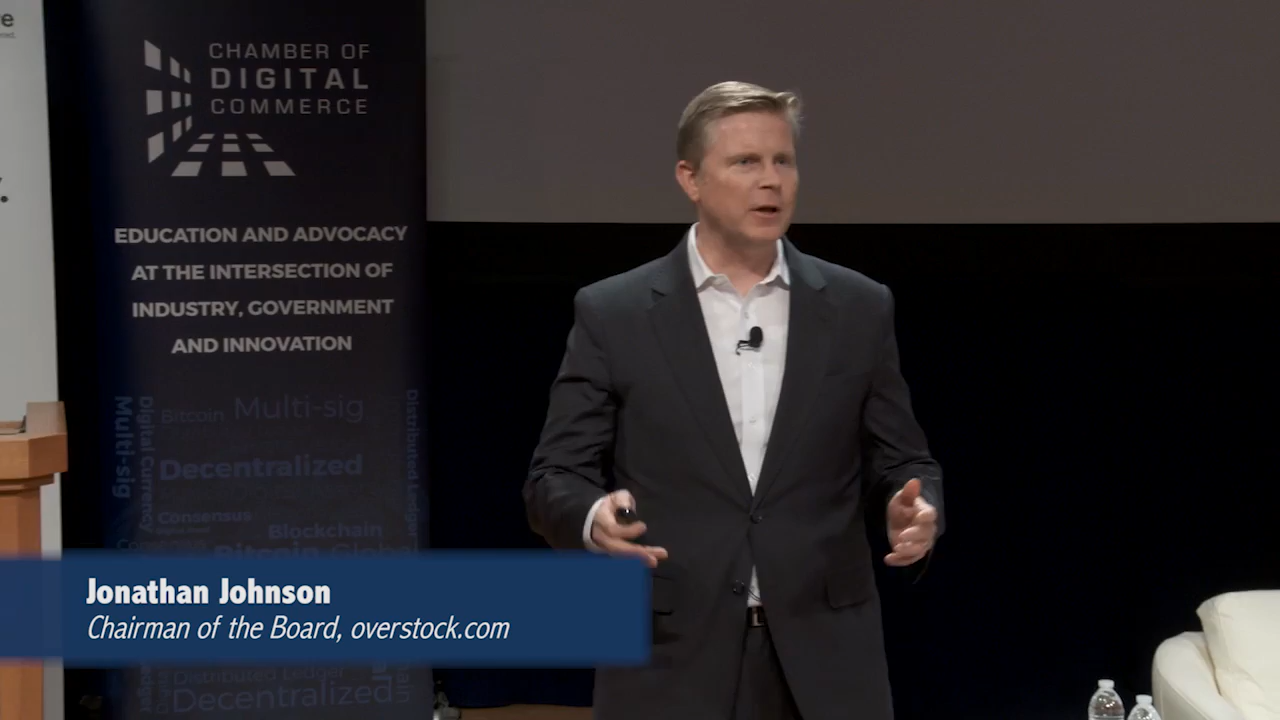 CHAMBER OF
DIGITAL
COMMERCE
EDUCATION AND ADVOCACY
AT THE INTERSECTION OF
INDUSTRY, GOVERNMENT
AND INNOVATION
Multi-sig
Digital Currency
Bitcoin
Multi-sig
Distributed Ledger
Decentralized
Consensus
Blockchain
Bitcoin
Jonathan Johnson
Chairman of the Board, overstock.com
Distributed Ledger
Decentralized